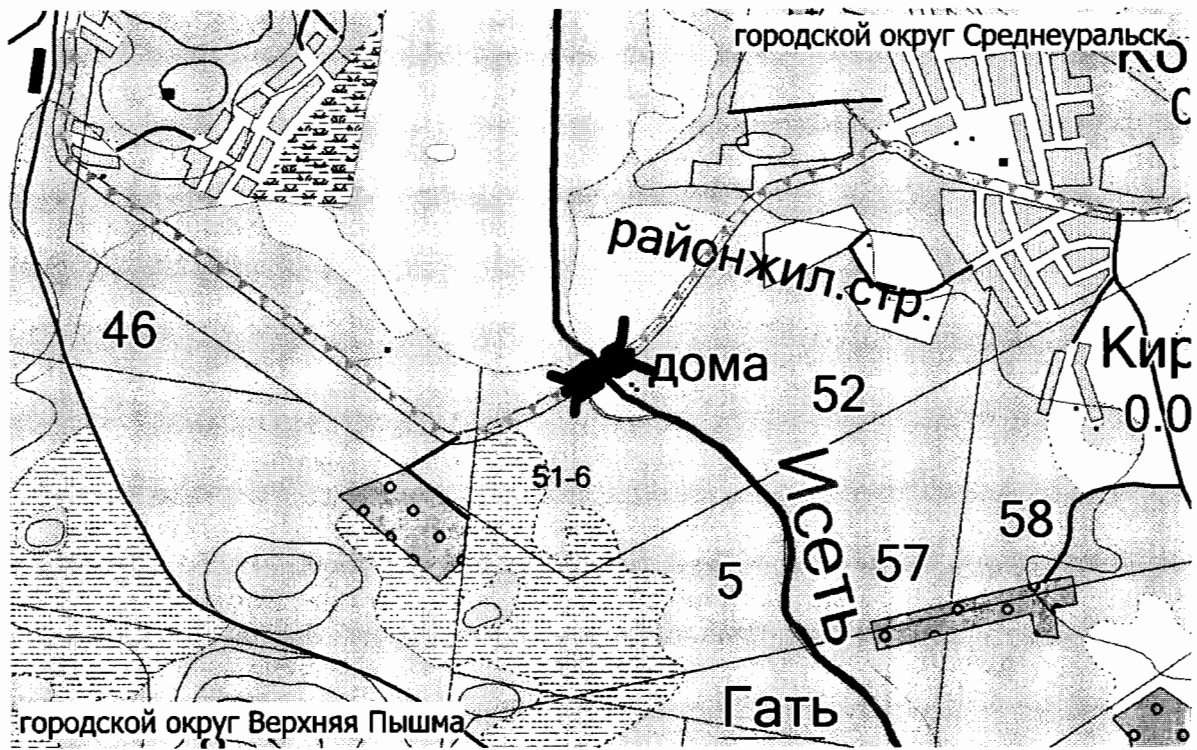 городской округ Среднеуральск
районжил.стр.
46
дома
52
Кир
0.0
51-6
Исеть
58
57
5
Гать
городской округ Верхняя Пышма